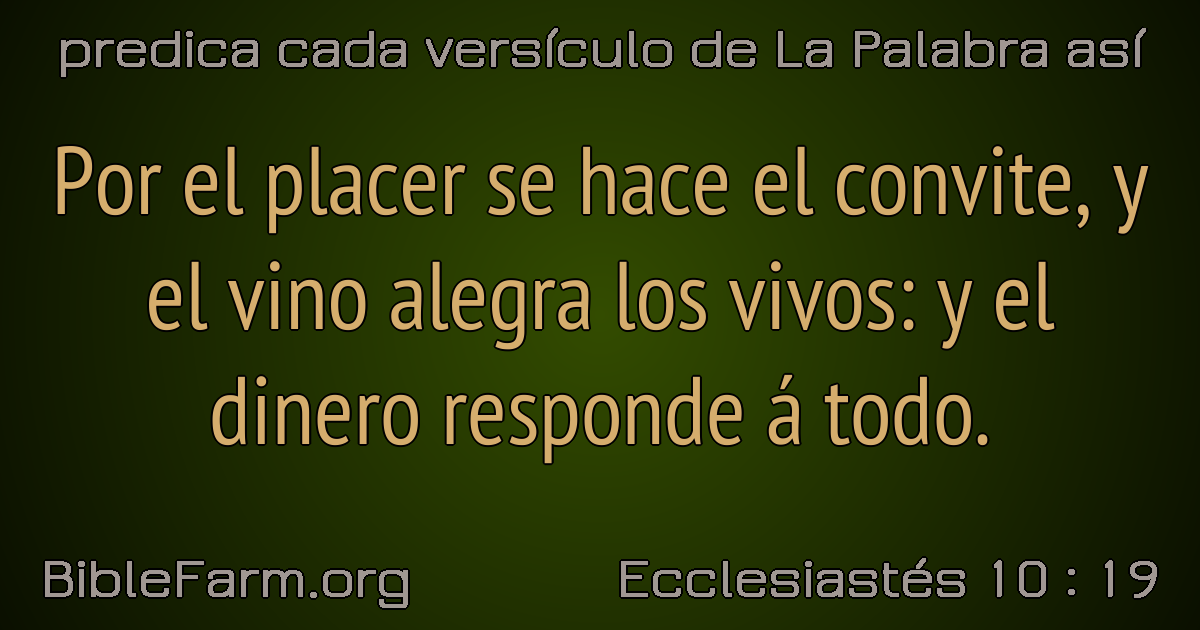 predica cada versículo de La Palabra así
Por el placer se hace el convite, y
el vino alegra los vivos: y el
dinero responde á todo.
BibleFarm.org
Ecclesiastés 10 : 19